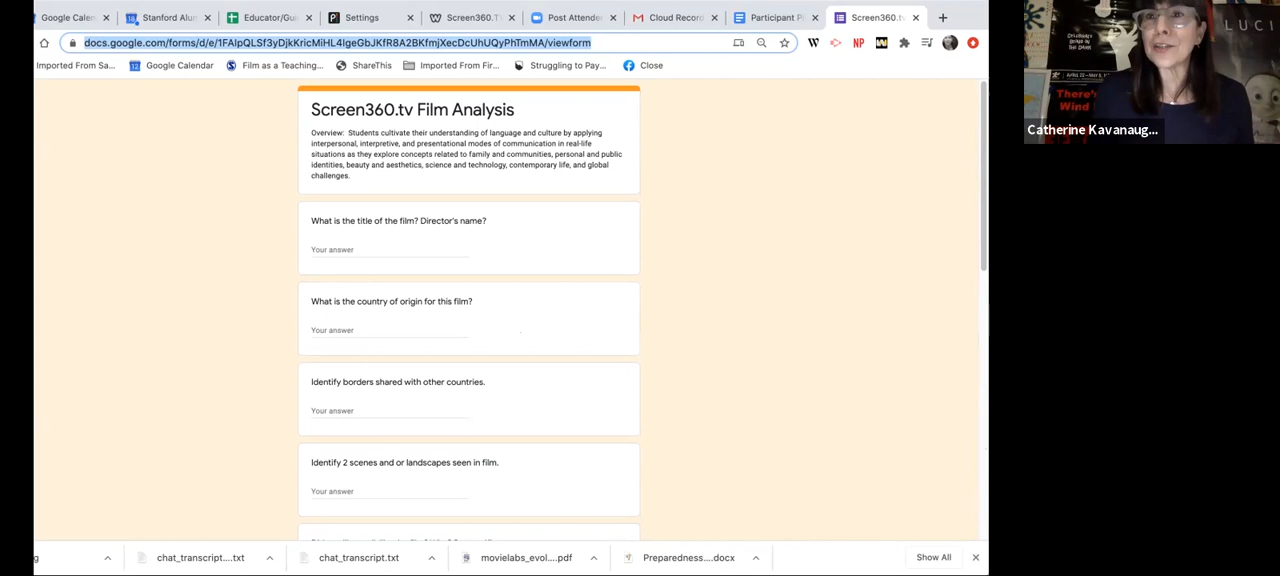 Google Calen
Stanford Alur
Educator/Gui
Settings
Screen360.T
Post Attende
Cloud Record
Participant P
Screen360.tv
docs.google.com/forms/d/e/1FAIpQLSf3yDjkKricMiHL4IgeGbtKfR8A2BKfmjXecDcUhUQyPhTmMA/viewform
NP
Imported From Sa...
Google Calendar
Film as a Teaching...
ShareThis
Imported From Fir...
Struggling to Pay...
Close
Screen360.tv Film Analysis
Overview: Students cultivate their understanding of language and culture by applying
interpersonal, interpretive, and presentational modes of communication in real-life
situations as they explore concepts related to family and communities, personal and public
identities, beauty and aesthetics, science and technology, contemporary life, and global
challenges.
What is the title of the film? Director's name?
Your answer
What is the country of origin for this film?
Your answer
Identify borders shared with other countries.
Your answer
Identify 2 scenes and or landscapes seen in film.
Your answer
chat_transcript....txt
chat_transcript.txt
movielabs_evol....pdf
Preparedness....docx
Show All
LUCI
There's
Wind
Catherine Kavanaug...